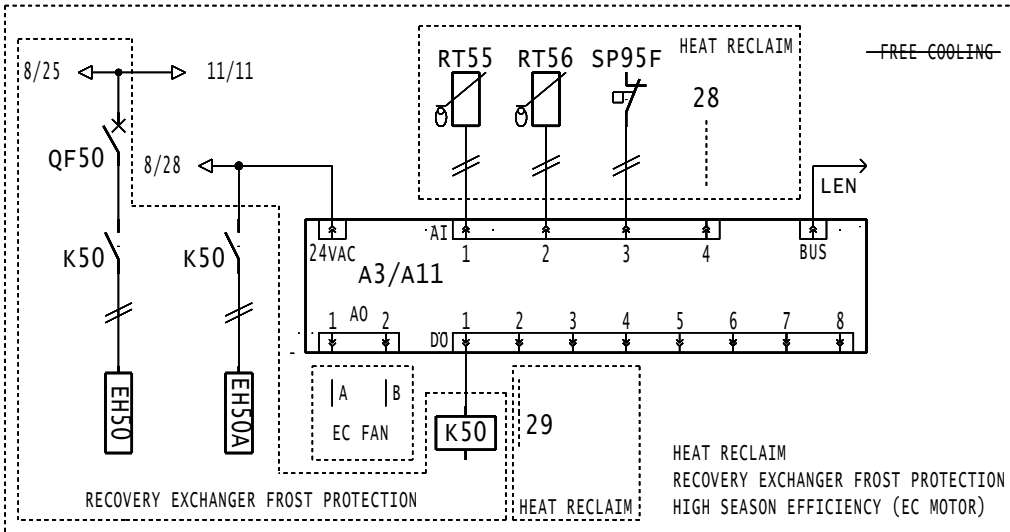 RT55 RT56 SP95F HEAT RECLAIM
FREE COOLING
8/25 11/11
28
QF50 8/28
LEN
K50 K50
24VAC AI 1 2 3 4 BUS
A3/A11
1 AO 2 DO 1 2 3 4 5 6 7 8
EH50 EH50A
A B
EC FAN
K50
29
HEAT RECLAIM
RECOVERY EXCHANGER FROST PROTECTION
HEAT RECLAIM
RECOVERY EXCHANGER FROST PROTECTION
HIGH SEASON EFFICIENCY (EC MOTOR)